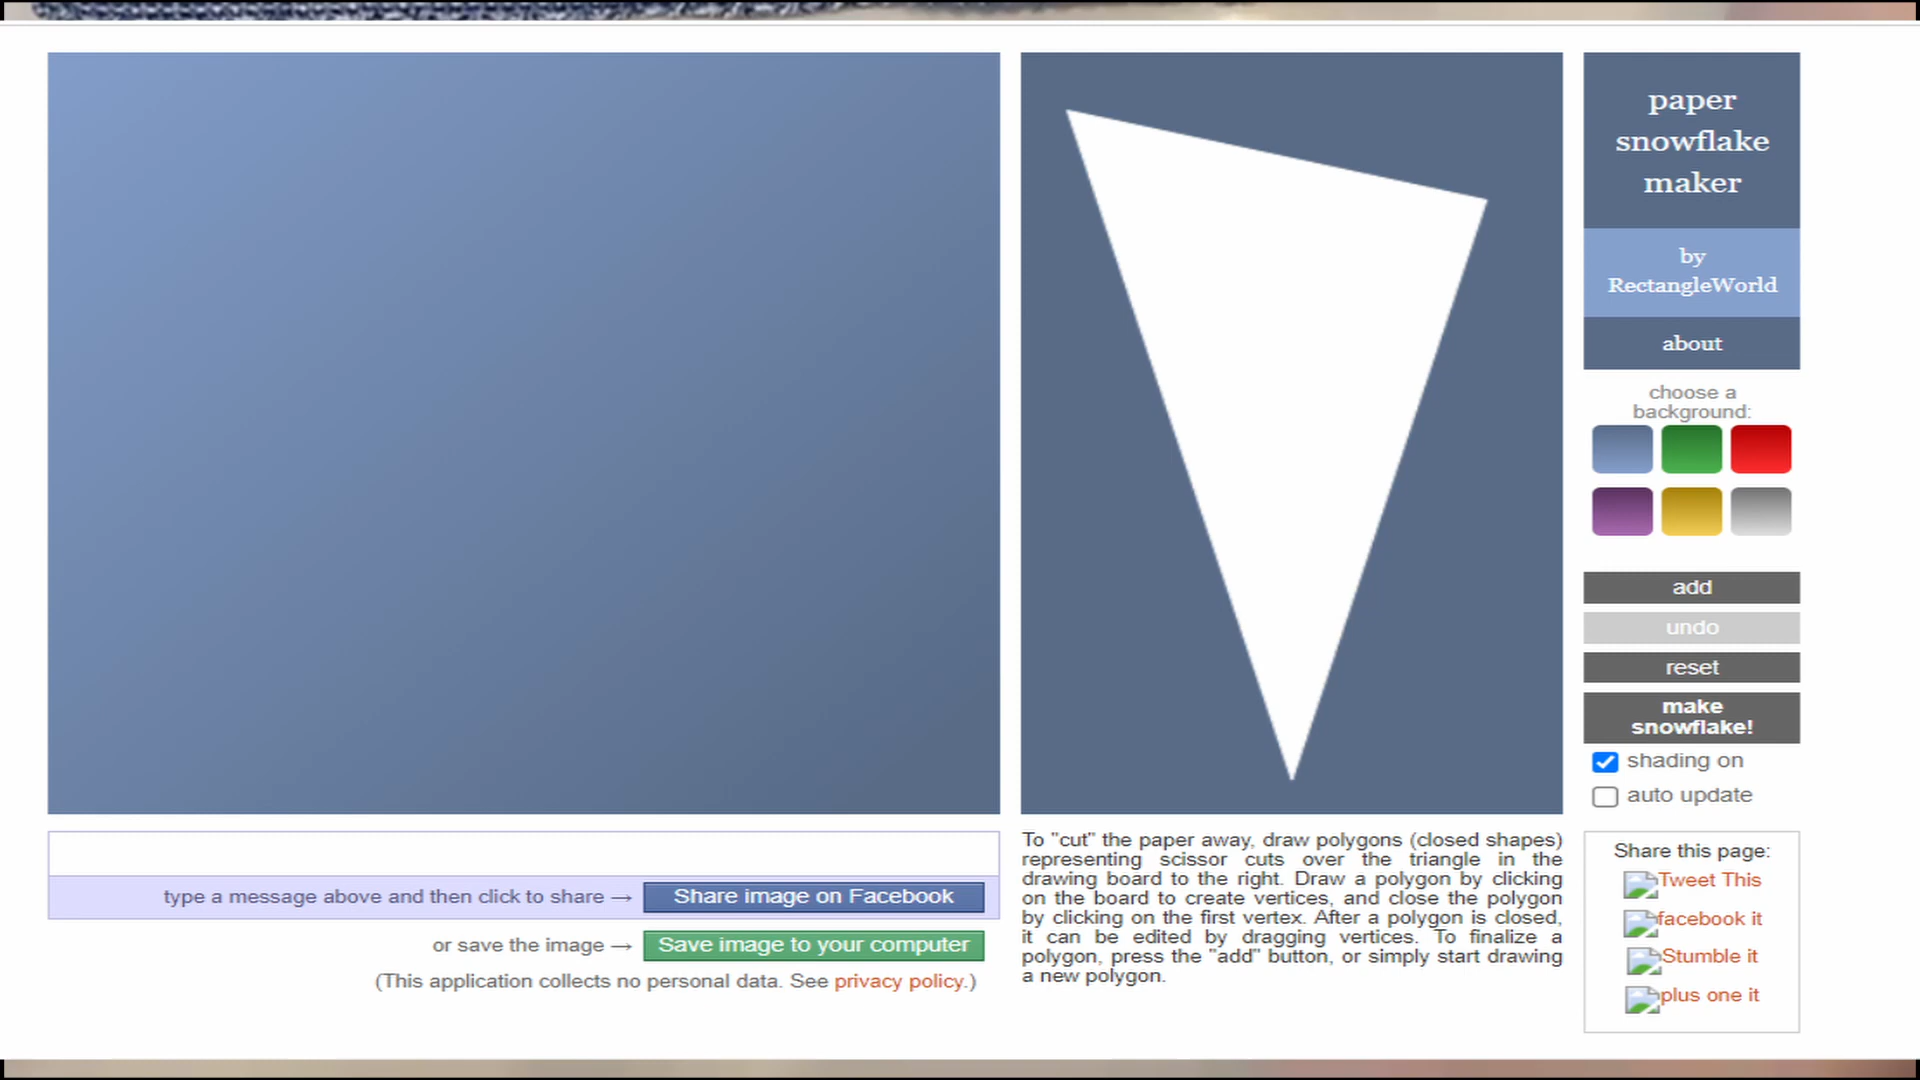 paper
snowflake
maker
by
RectangleWorld
about
choose a
background:
add
undo
reset
make
snowflake!
shading on
auto update
type a message above and then click to share → Share image on Facebook
or save the image → Save image to your computer
(This application collects no personal data. See privacy policy.)
To "cut" the paper away, draw polygons (closed shapes)
representing scissor cuts over the triangle in the
drawing board to the right. Draw a polygon by clicking
on the board to create vertices, and close the polygon
by clicking on the first vertex. After a polygon is closed,
it can be edited by dragging vertices. To finalize a
polygon, press the "add" button, or simply start drawing
a new polygon.
Share this page:
Tweet This
facebook it
Stumble it
plus one it